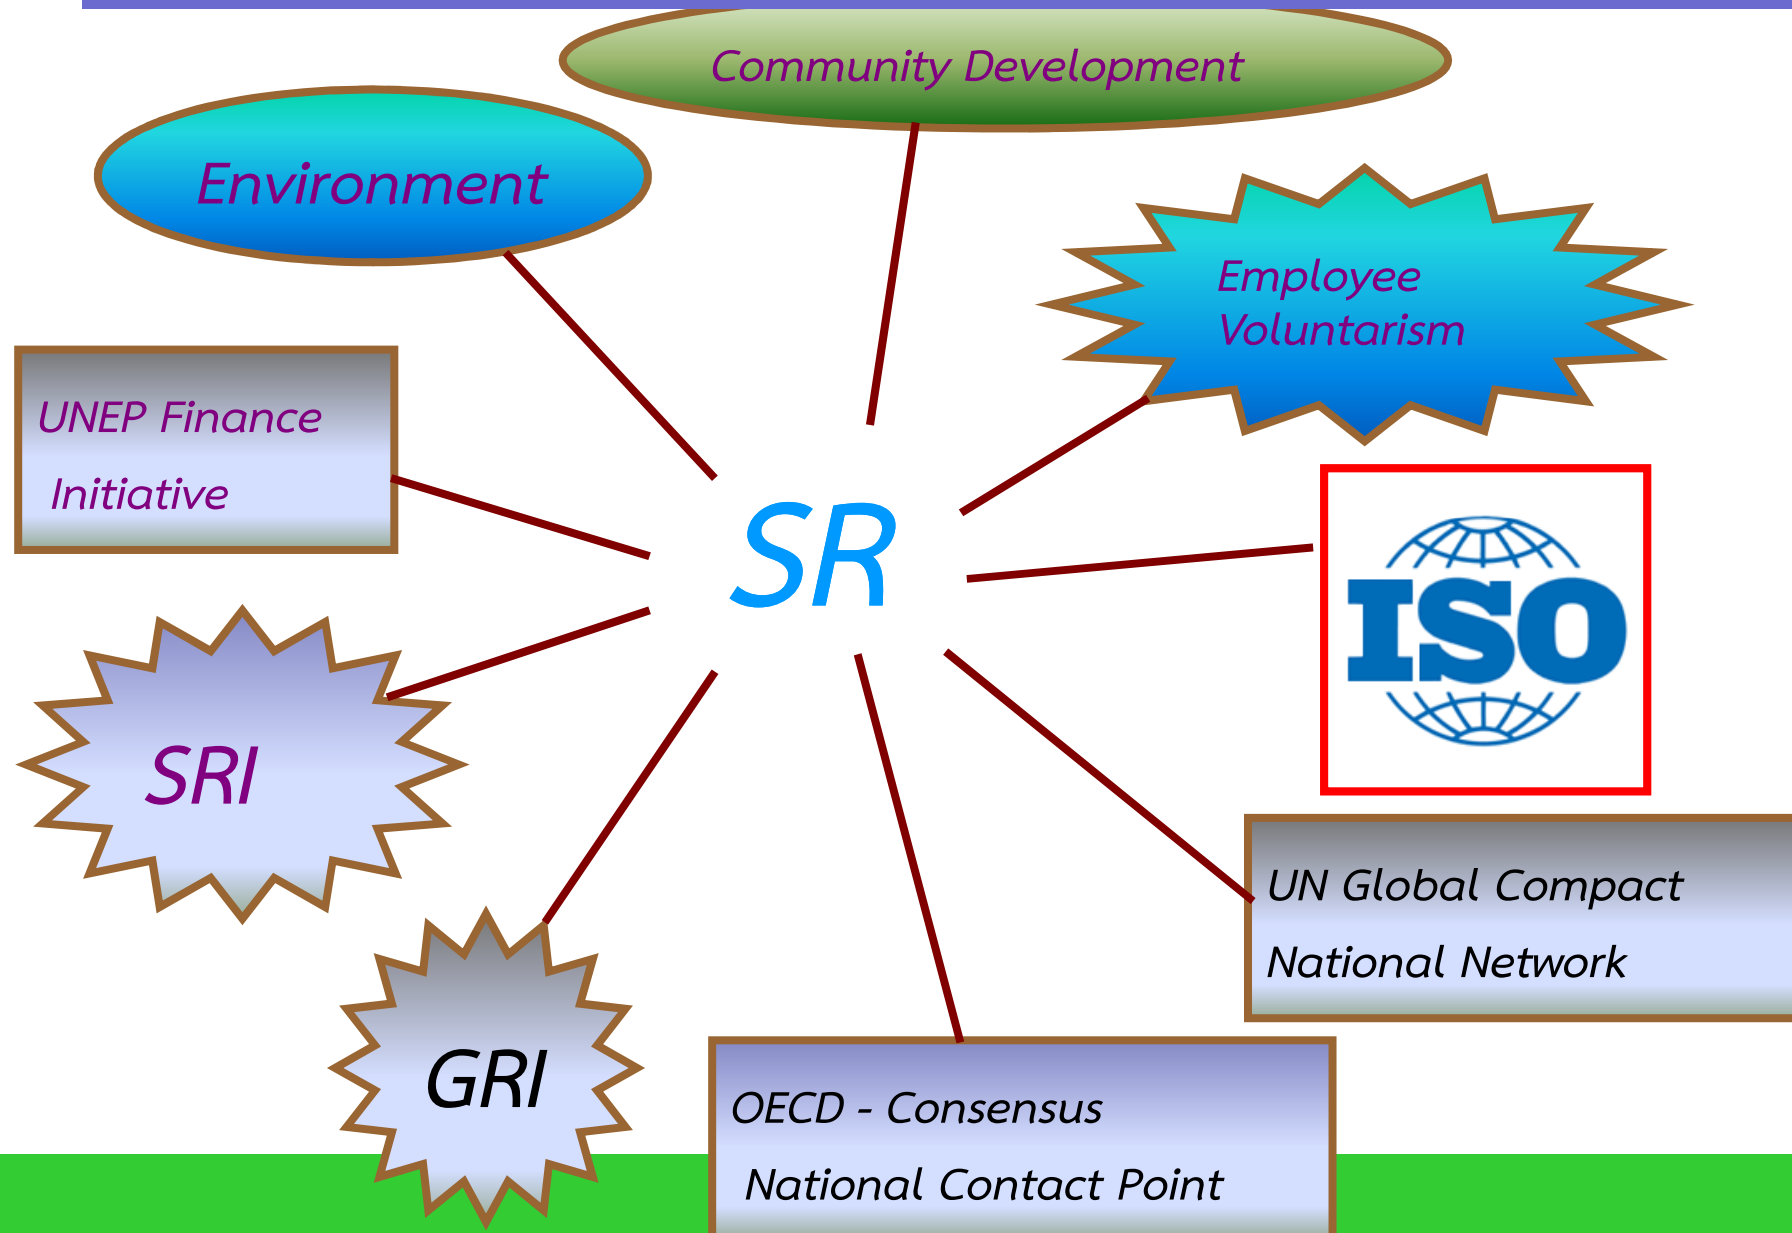 Community Development
Environment
Employee
Voluntarism
UNEP Finance
Initiative
SR
ISO
SRI
UN Global Compact
National Network
GRI
OECD - Consensus
National Contact Point